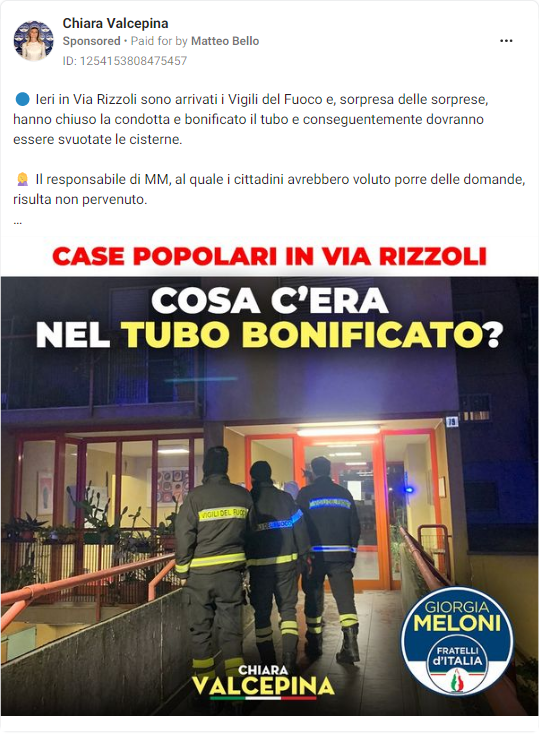 Chiara Valcepina
Sponsored • Paid for by Matteo Bello
ID: 1254153808475457
Ieri in Via Rizzoli sono arrivati i Vigili del Fuoco e, sorpresa delle sorprese,
hanno chiuso la condotta e bonificato il tubo e conseguentemente dovranno
essere svuotate le cisterne.
Il responsabile di MM, al quale i cittadini avrebbero voluto porre delle domande,
risulta non pervenuto.
...
CASE POPOLARI IN VIA RIZZOLI
COSA C'ERA
NEL TUBO BONIFICATO?
VIGILI DEL FUOCO
CHIARA
VALCEPINA
GIORGIA
MELONI
FRATELLI
d'ITALIA